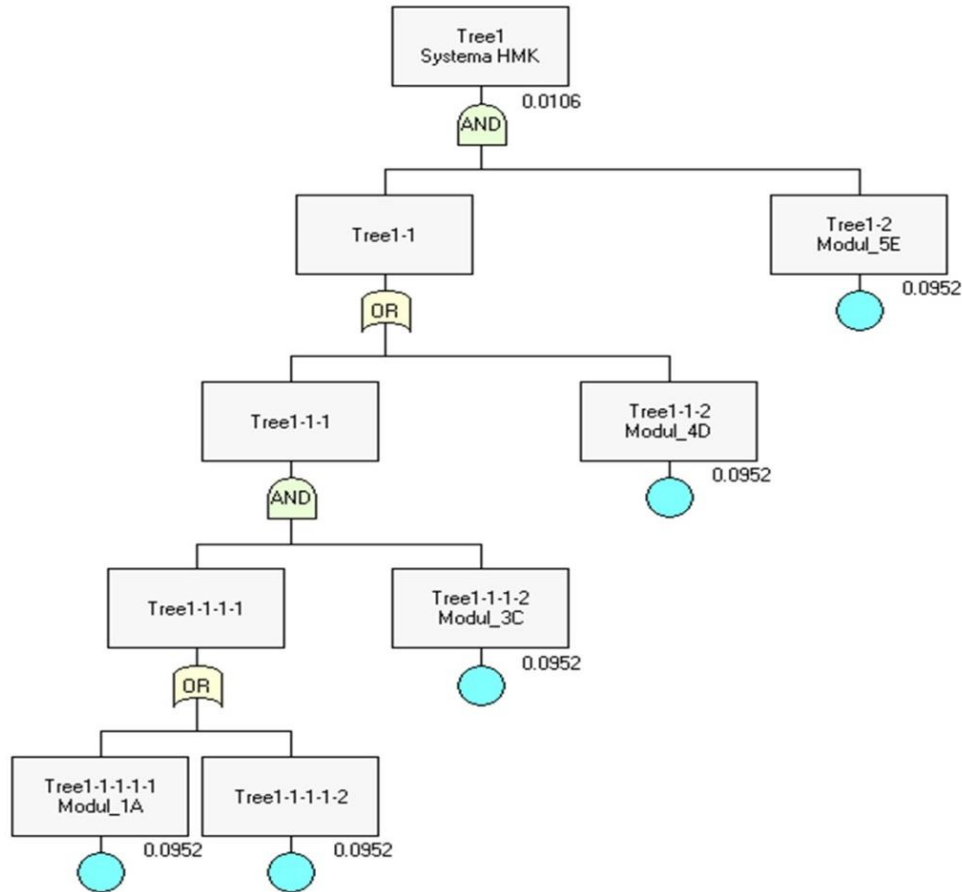 Tree1
Systema HMK
0.0106
AND
Tree1-1
Tree1-2
Modul_5E
0.0952
OR
Tree1-1-1
Tree1-1-2
Modul_4D
0.0952
AND
Tree1-1-1-1
Tree1-1-1-2
Modul_3C
0.0952
OR
Tree1-1-1-1-1
Modul_1A
0.0952
Tree1-1-1-1-2
0.0952